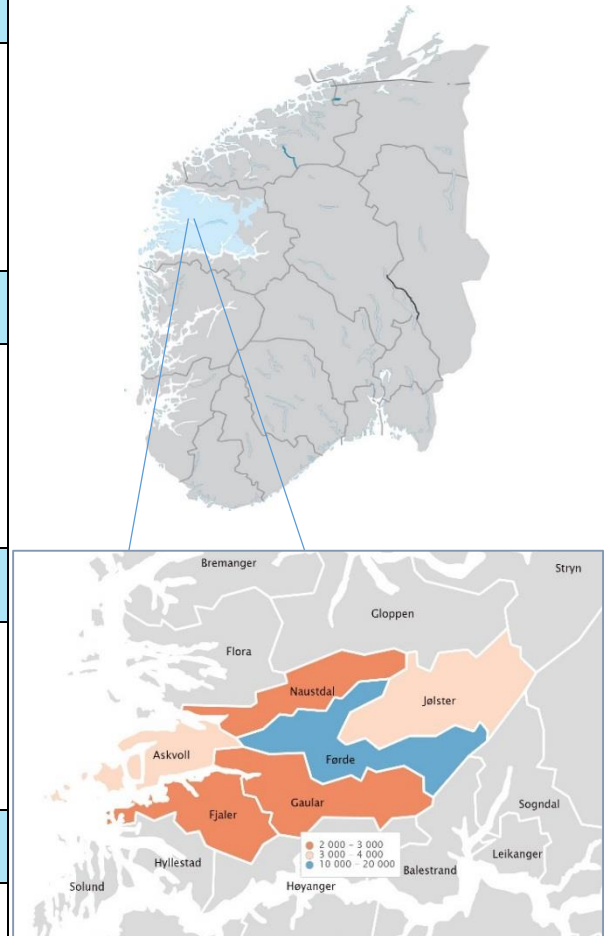 Bremanger
Stryn
Gloppen
Flora
Naustdal
Jølster
Askvoll
Førde
Sogndal
Gaular
Fjaler
2 000 – 3 000
3 000 – 4 000
10 000 – 20 000
Leikanger
Hyllestad
Balestrand
Høyanger
Solund